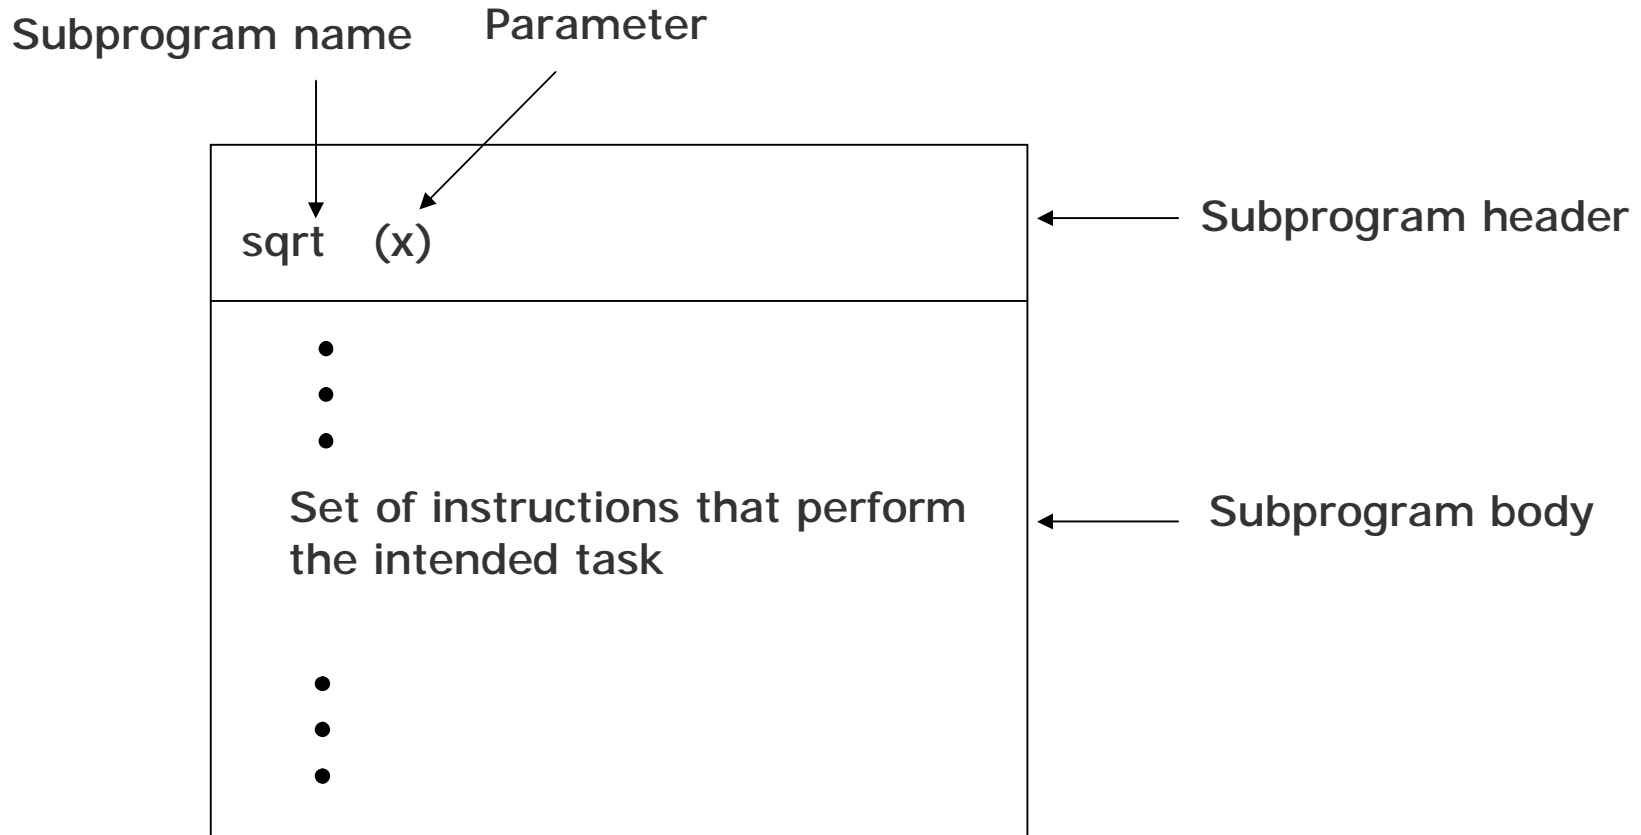 Subprogram name
Parameter
sqrt (x)
Subprogram header
•
•
•
Set of instructions that perform
the intended task
Subprogram body
•
•
•